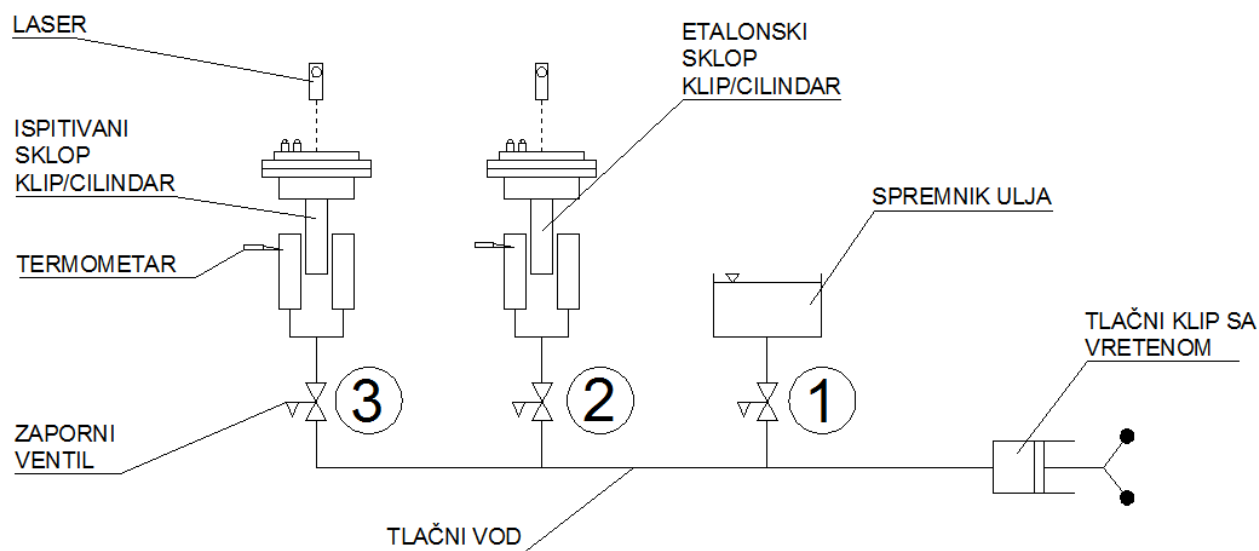 LASER
ISPITIVANI
SKLOP
KLIP/CILINDAR
TERMOMETAR
ZAPORNI
VENTIL
3
2
1
ETALONSKI
SKLOP
KLIP/CILINDAR
SPREMNIK ULJA
TLAČNI KLIP SA
VRETENOM
TLAČNI VOD